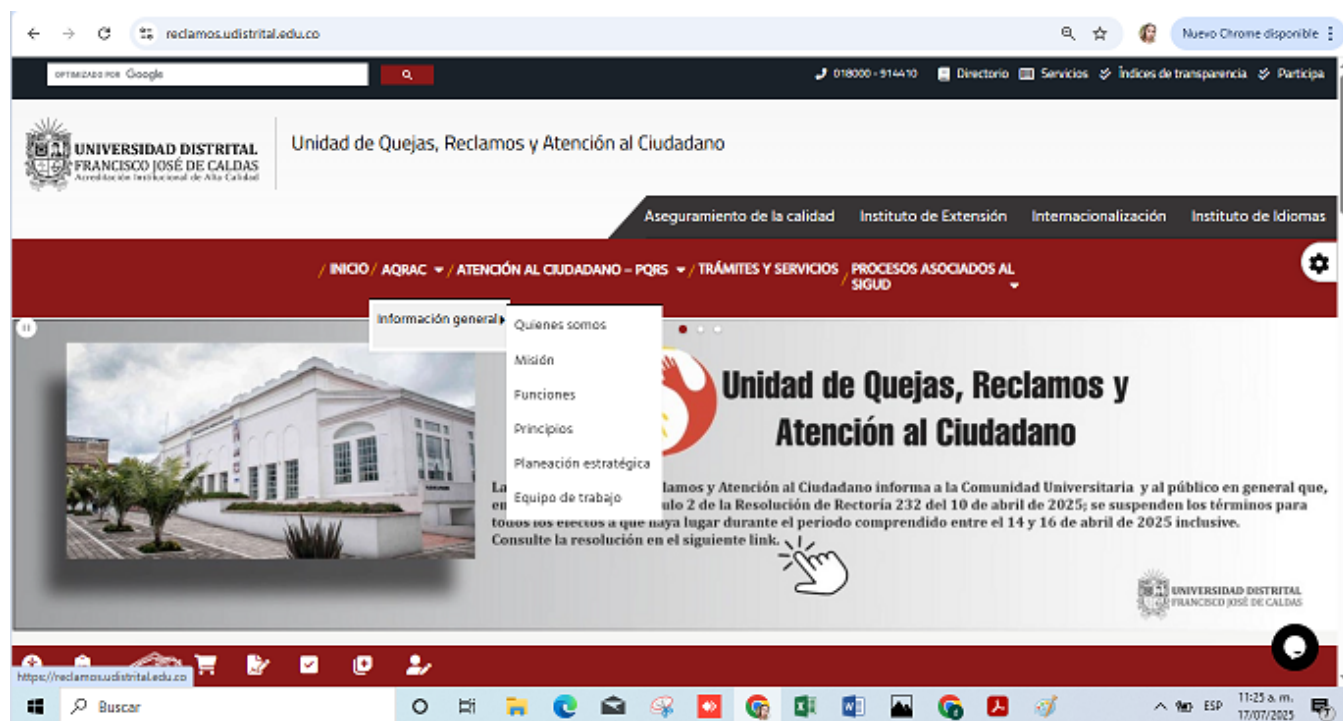 reclamos.udistrital.edu.co
Nuevo Chrome disponible
OPTIMIZADO POR Google
018000 - 914410 Directorio Servicios Índices de transparencia Participa
UNIVERSIDAD DISTRITAL
FRANCISCO JOSÉ DE CALDAS
Acreditación Institucional de Alta Calidad
Unidad de Quejas, Reclamos y Atención al Ciudadano
Aseguramiento de la calidad Instituto de Extensión Internacionalización Instituto de Idiomas
/ INICIO / AQRAC / ATENCIÓN AL CIUDADANO – PQRS / TRÁMITES Y SERVICIOS / PROCESOS ASOCIADOS AL
SIGUD
Información general
Quienes somos
Misión
Funciones
Principios
Planeación estratégica
Equipo de trabajo
Unidad de Quejas, Reclamos y
Atención al Ciudadano
La lamos y Atención al Ciudadano informa a la Comunidad Universitaria y al público en general que,
en ulo 2 de la Resolución de Rectoría 232 del 10 de abril de 2025; se suspenden los términos para
todos los efectos a que haya lugar durante el periodo comprendido entre el 14 y 16 de abril de 2025 inclusive.
Consulte la resolución en el siguiente link.
UNIVERSIDAD DISTRITAL
FRANCISCO JOSÉ DE CALDAS
https://reclamos.udistrital.edu.co
Buscar
ESP
11:25 a. m.
17/07/2025